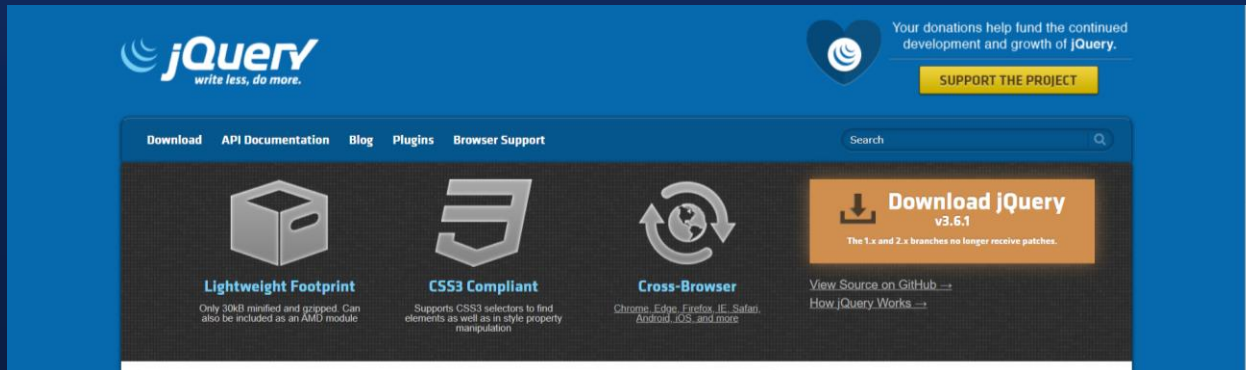 jQuery
write less, do more.
Your donations help fund the continued
development and growth of jQuery.
SUPPORT THE PROJECT
Download API Documentation Blog Plugins Browser Support
Search
Lightweight Footprint
Only 30kB minified and gzipped. Can
also be included as an AMD module
CSS3 Compliant
Supports CSS3 selectors to find
elements as well as in style property
manipulation
Cross-Browser
Chrome, Edge, Firefox, IE, Safari,
Android, iOS, and more
Download jQuery
v3.6.1
The 1.x and 2.x branches no longer receive patches.
View Source on GitHub →
How jQuery Works →